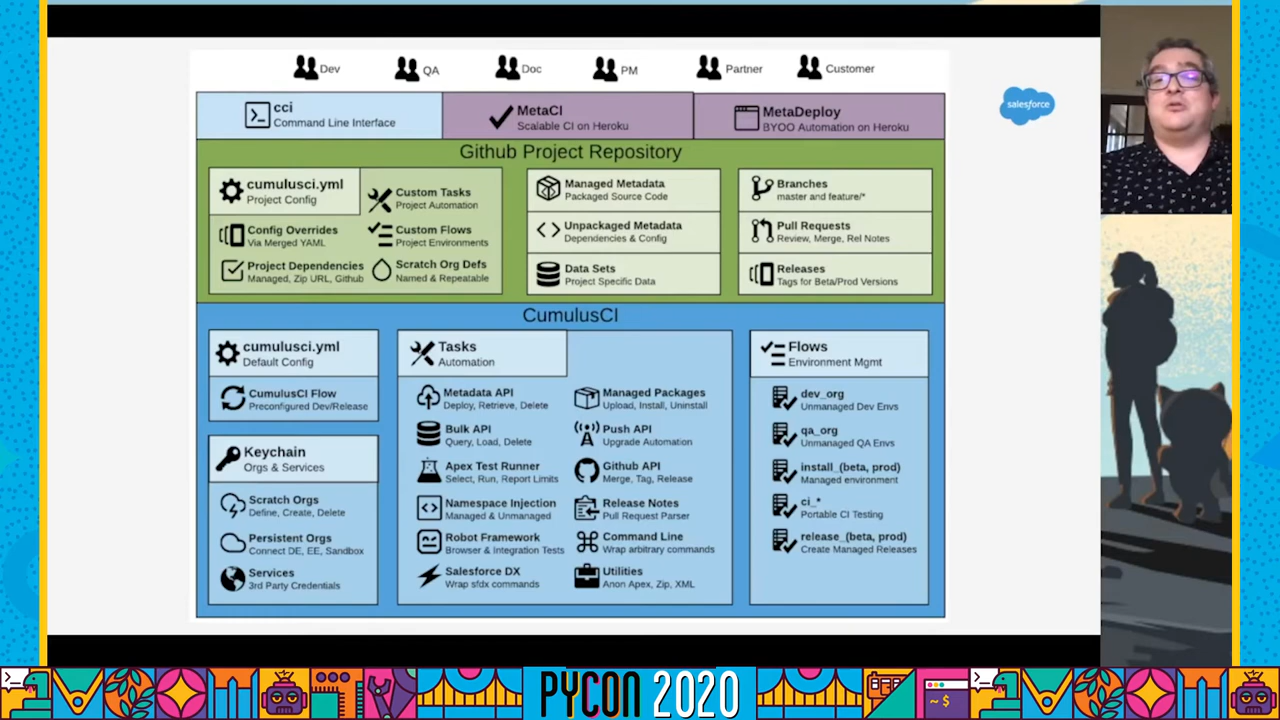 Dev
QA
Doc
PM
Partner
Customer
cci
Command Line Interface
MetaCI
Scalable CI on Heroku
MetaDeploy
BYOO Automation on Heroku
salesforce
Github Project Repository
cumulusci.yml
Project Config
Custom Tasks
Project Automation
Config Overrides
Via Merged YAML
Custom Flows
Project Environments
Project Dependencies
Managed, Zip URL, Github
Scratch Org Defs
Named & Repeatable
Managed Metadata
Packaged Source Code
Unpackaged Metadata
Dependencies & Config
Data Sets
Project Specific Data
Branches
master and feature/*
Pull Requests
Review, Merge, Rel Notes
Releases
Tags for Beta/Prod Versions
CumulusCI
cumulusci.yml
Default Config
CumulusCI Flow
Preconfigured Dev/Release
Keychain
Orgs & Services
Scratch Orgs
Define, Create, Delete
Persistent Orgs
Connect DE, EE, Sandbox
Services
3rd Party Credentials
Tasks
Automation
Metadata API
Deploy, Retrieve, Delete
Bulk API
Query, Load, Delete
Apex Test Runner
Select, Run, Report Limits
Namespace Injection
Managed & Unmanaged
Robot Framework
Browser & Integration Tests
Salesforce DX
Wrap sfdx commands
Managed Packages
Upload, Install, Uninstall
Push API
Upgrade Automation
Github API
Merge, Tag, Release
Release Notes
Pull Request Parser
Command Line
Wrap arbitrary commands
Utilities
Anon Apex, Zip, XML
Flows
Environment Mgmt
dev_org
Unmanaged Dev Envs
qa_org
Unmanaged QA Envs
install_(beta, prod)
Managed environment
ci_*
Portable CI Testing
release_(beta, prod)
Create Managed Releases
PYCON 2020
~$